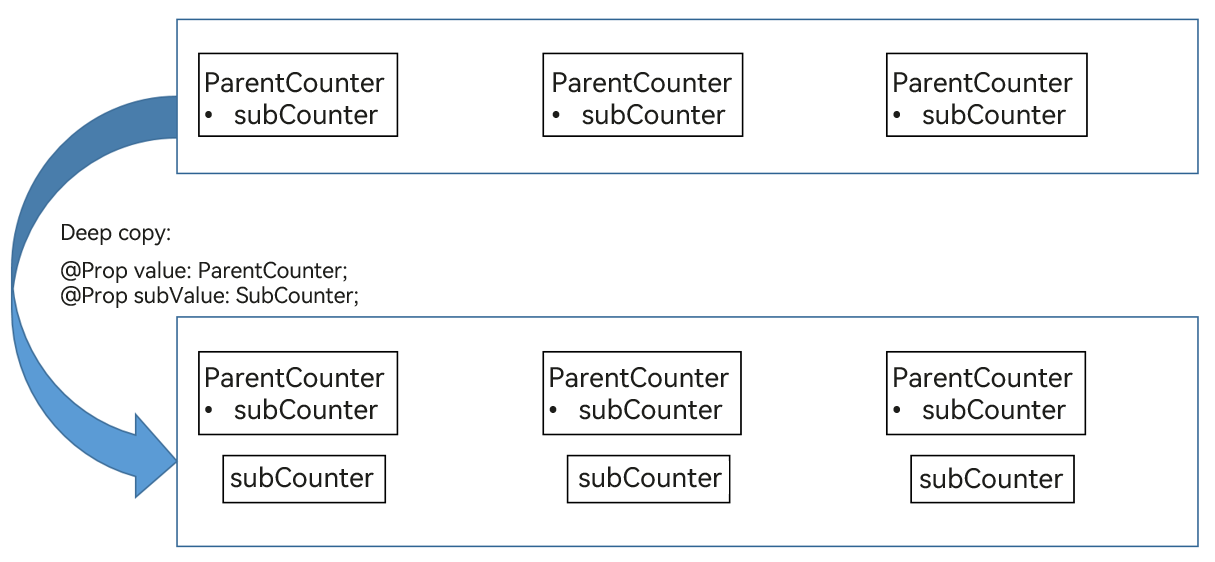 ParentCounter
• subCounter
ParentCounter
• subCounter
ParentCounter
• subCounter
Deep copy:
@Prop value: ParentCounter;
@Prop subValue: SubCounter;
ParentCounter
• subCounter
ParentCounter
• subCounter
ParentCounter
• subCounter
subCounter
subCounter
subCounter